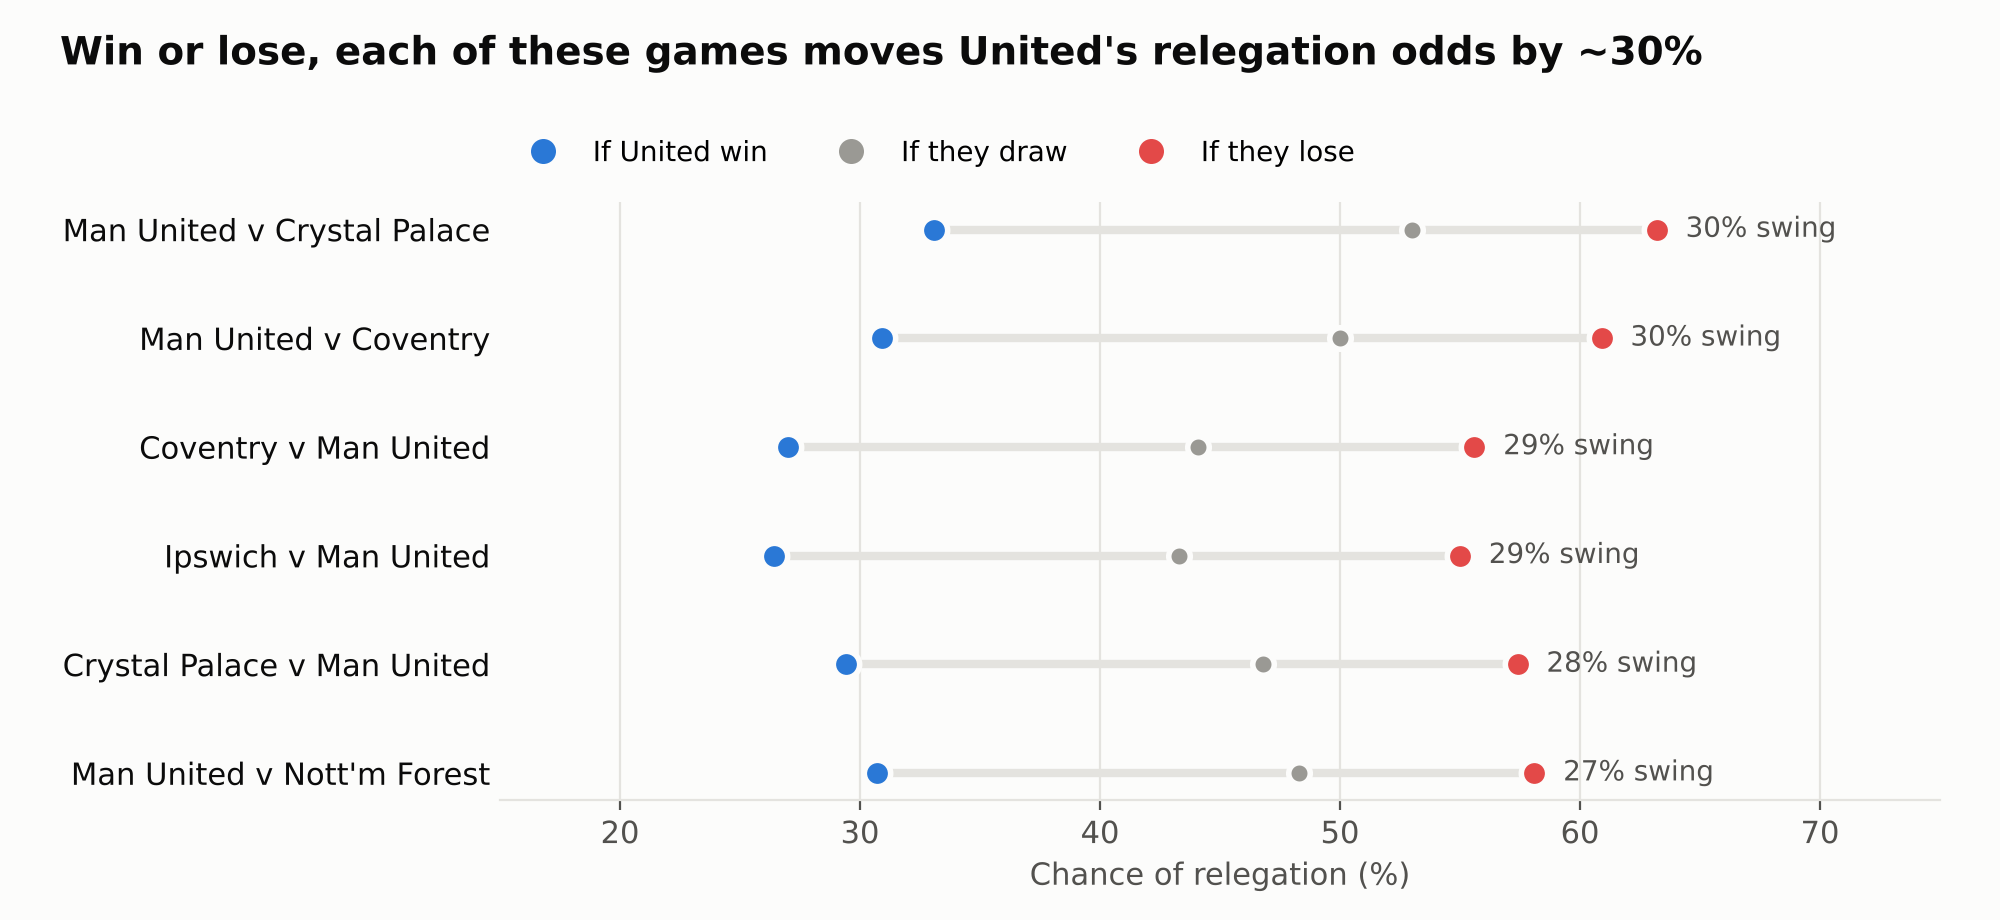 Win or lose, each of these games moves United's relegation odds by ~30%
If United win If they draw If they lose
Man United v Crystal Palace 30% swing
Man United v Coventry 30% swing
Coventry v Man United 29% swing
Ipswich v Man United 29% swing
Crystal Palace v Man United 28% swing
Man United v Nott'm Forest 27% swing
20 30 40 50 60 70
Chance of relegation (%)